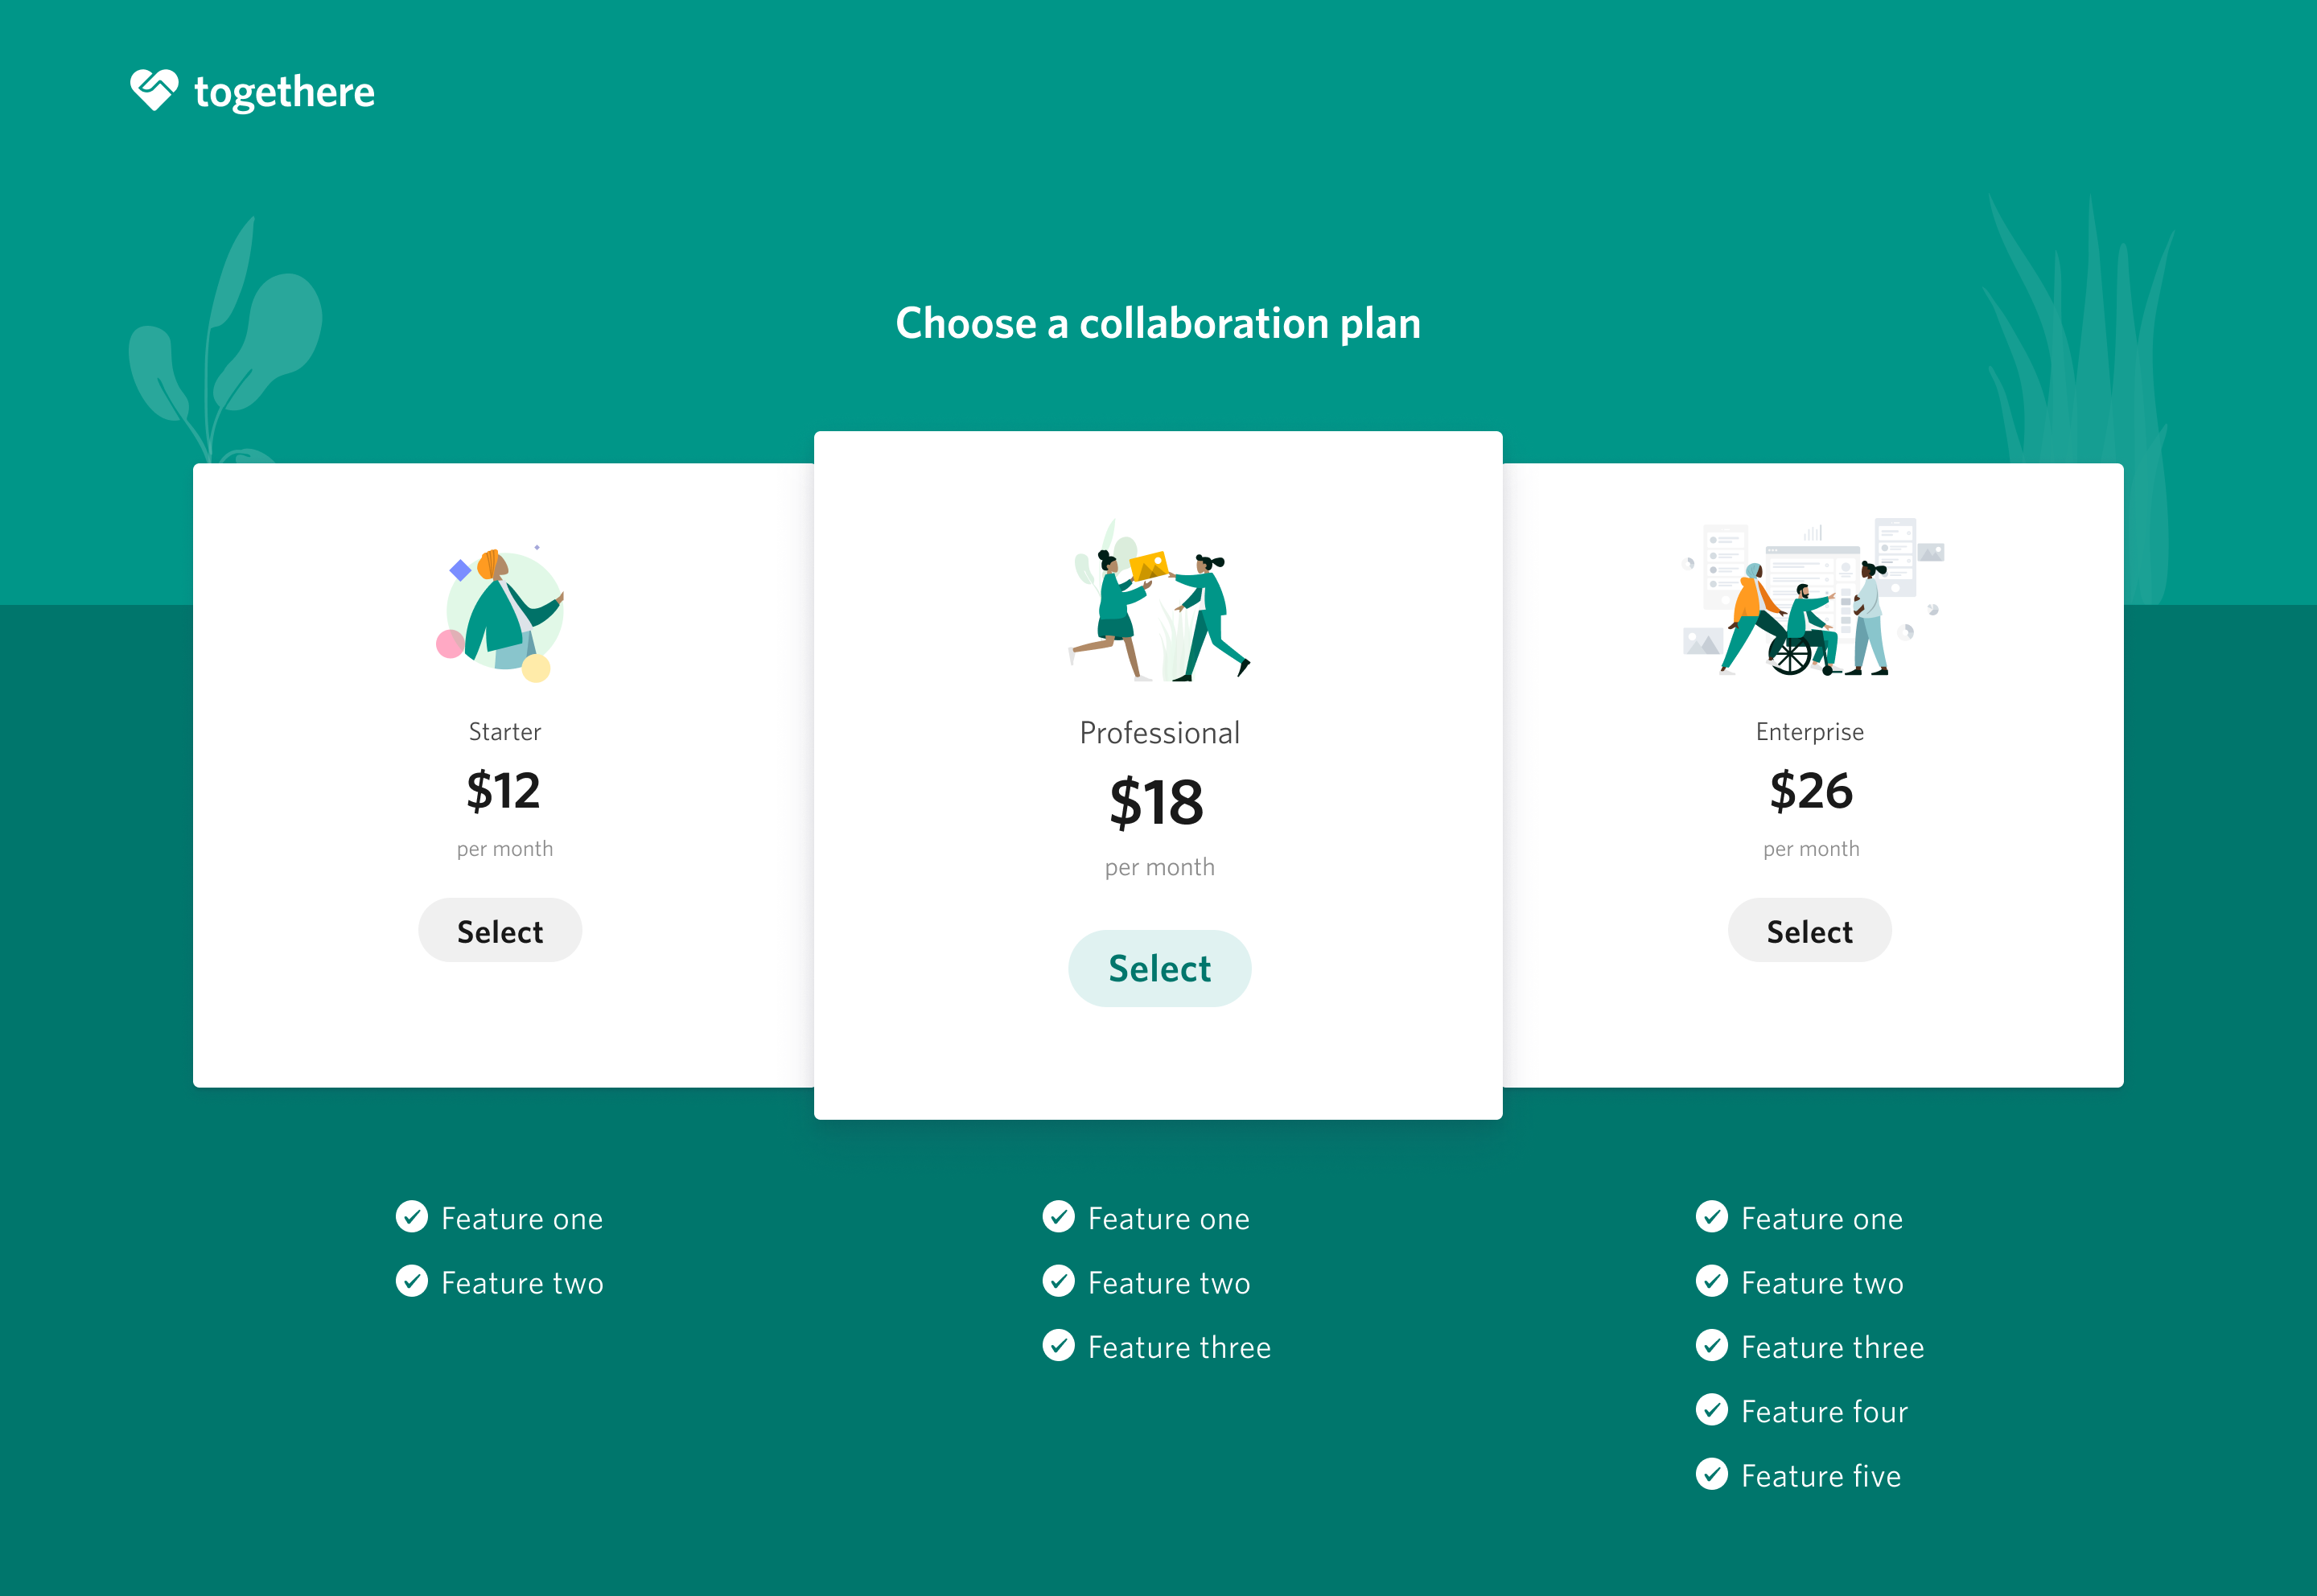 togethere
Choose a collaboration plan
Starter
$12
per month
Select
Professional
$18
per month
Select
Enterprise
$26
per month
Select
Feature one
Feature two
Feature one
Feature two
Feature three
Feature one
Feature two
Feature three
Feature four
Feature five